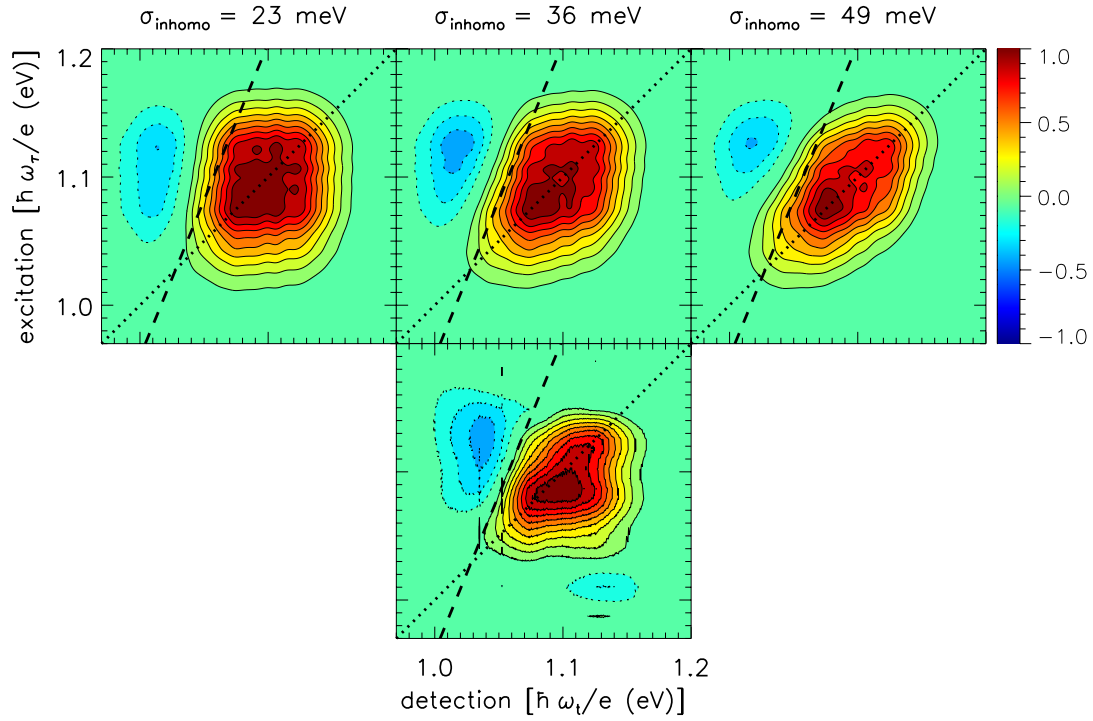 σinhomo = 23 meV
σinhomo = 36 meV
σinhomo = 49 meV
1.2
1.1
1.0
excitation [ħ ωτ/e (eV)]
1.0
0.5
0.0
−0.5
−1.0
1.0
1.1
1.2
detection [ħ ωt/e (eV)]